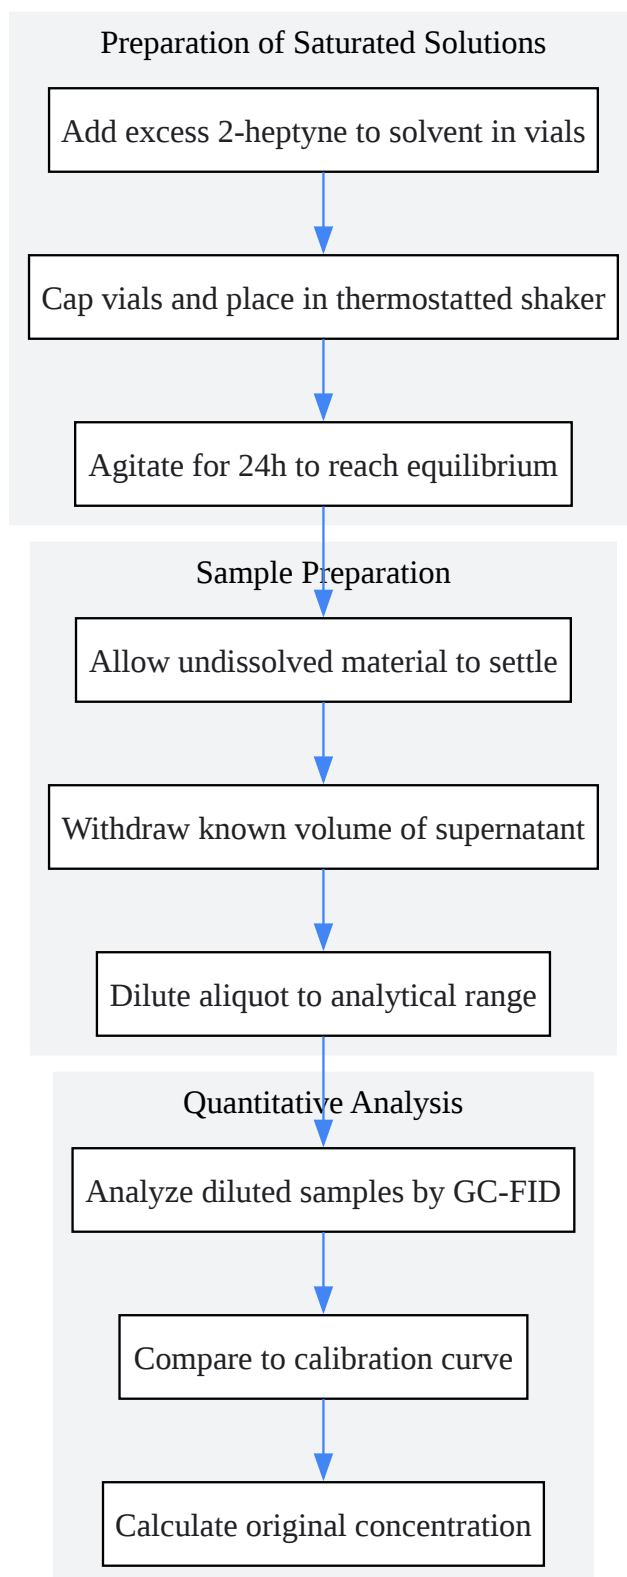 Preparation of Saturated Solutions
Add excess 2-heptyne to solvent in vials
Cap vials and place in thermostatted shaker
Agitate for 24h to reach equilibrium
Sample Preparation
Allow undissolved material to settle
Withdraw known volume of supernatant
Dilute aliquot to analytical range
Quantitative Analysis
Analyze diluted samples by GC-FID
Compare to calibration curve
Calculate original concentration